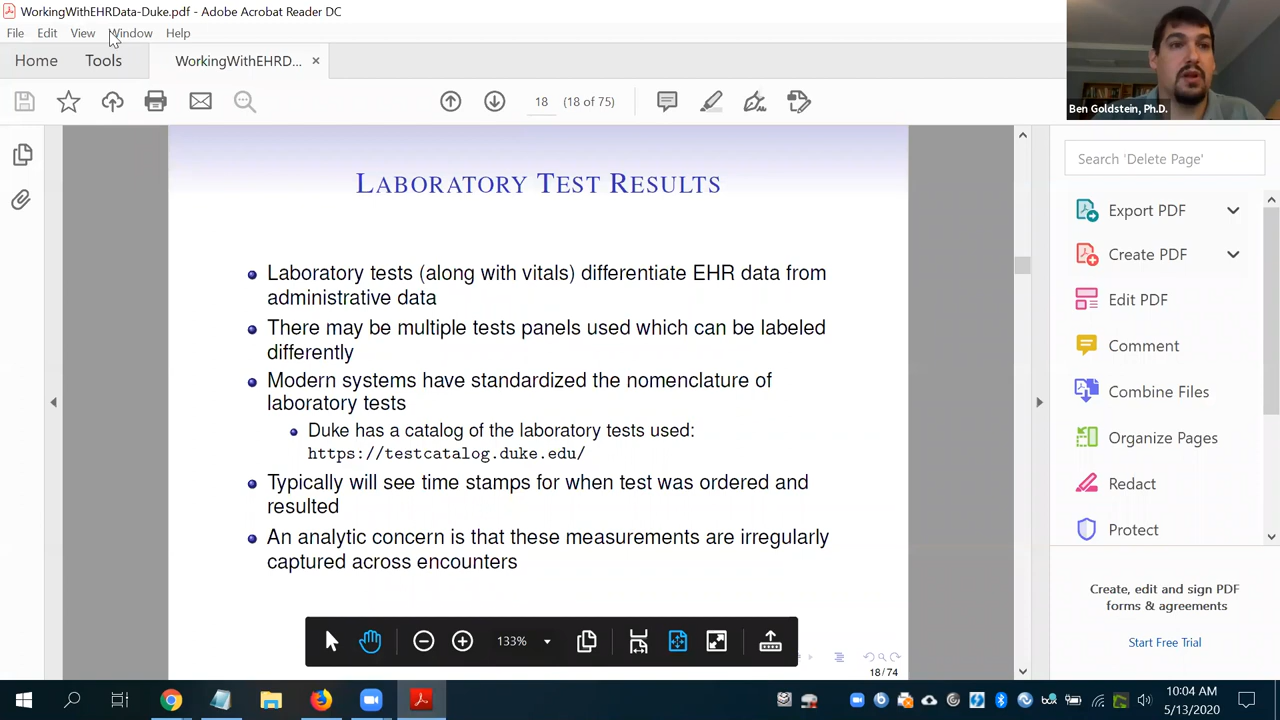 WorkingWithEHRData-Duke.pdf - Adobe Acrobat Reader DC
File Edit View Window Help
Home Tools WorkingWithEHRD... ×
18 (18 of 75)
Ben Goldstein, Ph.D.
Search 'Delete Page'
LABORATORY TEST RESULTS
Laboratory tests (along with vitals) differentiate EHR data from
administrative data
There may be multiple tests panels used which can be labeled
differently
Modern systems have standardized the nomenclature of
laboratory tests
Duke has a catalog of the laboratory tests used:
https://testcatalog.duke.edu/
Typically will see time stamps for when test was ordered and
resulted
An analytic concern is that these measurements are irregularly
captured across encounters
133%
18/74
Export PDF
Create PDF
Edit PDF
Comment
Combine Files
Organize Pages
Redact
Protect
Create, edit and sign PDF
forms & agreements
Start Free Trial
10:04 AM
5/13/2020